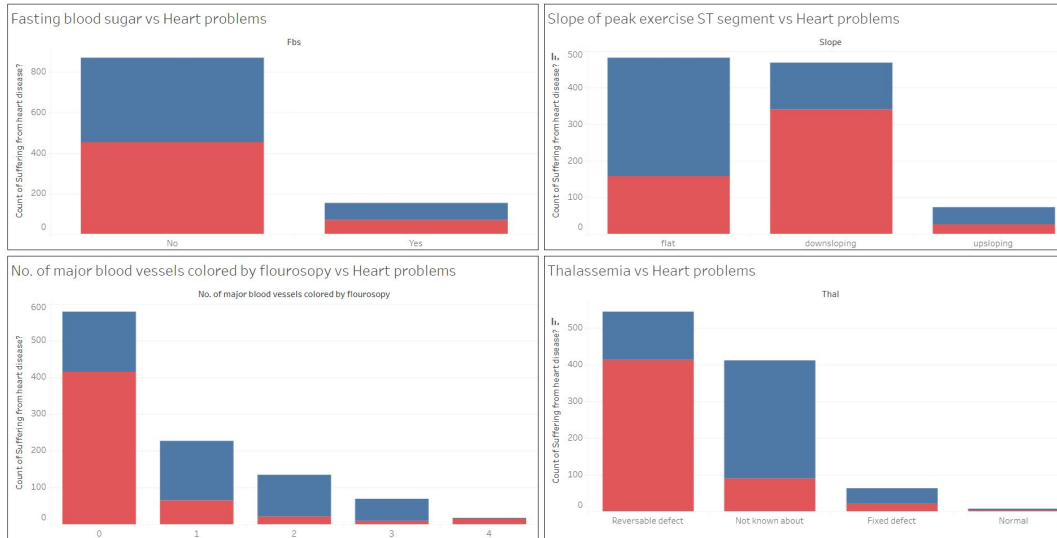 Fasting blood sugar vs Heart problems
Fbs
Count of Suffering from heart disease?
800
600
400
200
0
No Yes
Slope of peak exercise ST segment vs Heart problems
Slope
Count of Suffering from heart disease?
500
400
300
200
100
0
flat downsloping upsloping
No. of major blood vessels colored by flourosopy vs Heart problems
No. of major blood vessels colored by flourosopy
Count of Suffering from heart disease?
600
500
400
300
200
100
0
0 1 2 3 4
Thalassemia vs Heart problems
Thal
Count of Suffering from heart disease?
500
400
300
200
100
0
Reversable defect Not known about Fixed defect Normal